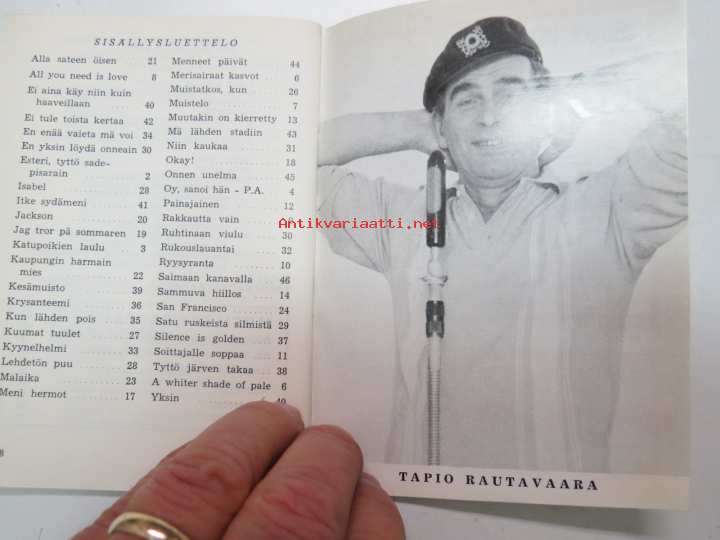 SISÄLLYSLUETTELO
Alla sateen öisen 21
All you need is love 8
Ei aina käy niin kuin
haaveillaan 40
Ei tule toista kertaa 42
En enää vaieta mä voi 34
En yksin löydä onneain 30
Esteri, tyttö sade-
pisarain 2
Isabel 28
Itke sydämeni 41
Jackson 20
Jag tror på sommaren 19
Katupoikien laulu 3
Kaupungin harmain
mies 22
Kesämuisto 39
Krysanteemi 36
Kun lähden pois 35
Kuumat tuulet 27
Kyynelhelmi 33
Lehdetön puu 28
Malaika 23
Meni hermot 17
Menneet päivät 44
Merisairaat kasvot 6
Muistatkos, kun 26
Muistelo 7
Muutakin on kierretty 13
Mä lähden stadiin 43
Niin kaukaa 31
Okay! 18
Onnen unelma 45
Oy, sanoi hän - P.A. 4
Painajainen 12
Rakkautta vain
Ruhtinaan viulu 30
Rukouslauantai 32
Ryysyranta 10
Saimaan kanavalla 46
Sammuva hiillos 14
San Francisco 24
Satu ruskeista silmistä 29
Silence is golden 37
Soittajalle soppaa 11
Tyttö järven takaa 38
A whiter shade of pale 6
Yksin
TAPIO RAUTAVAARA
Antikvariaatti.net